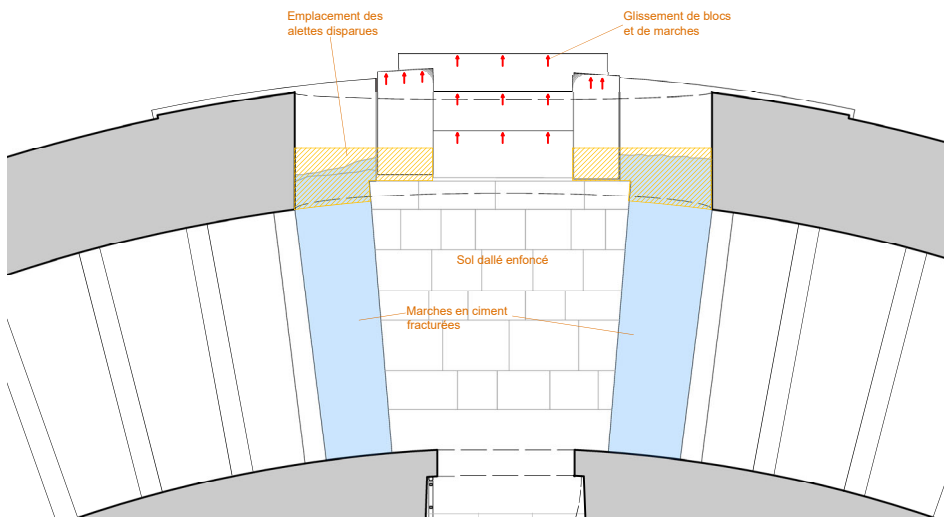 Emplacement des
alettes disparues
Glissement de blocs
et de marches
Sol dallé enfoncé
Marches en ciment
fracturées